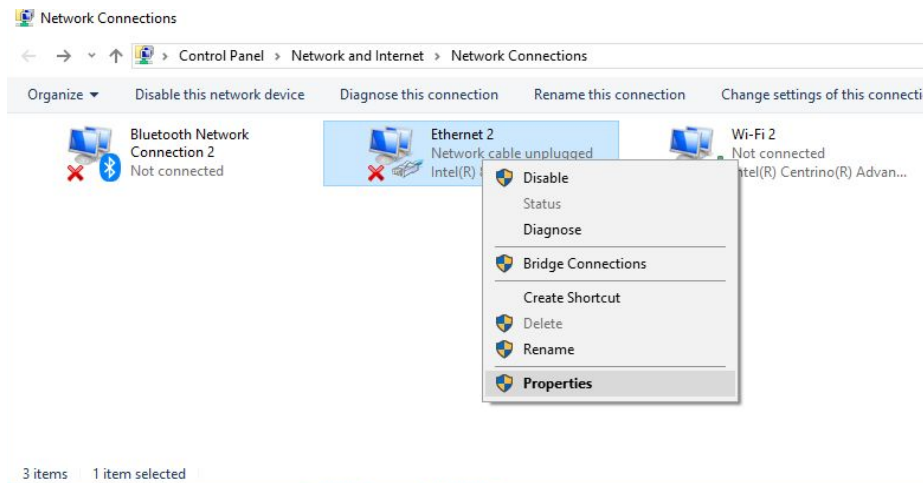 Network Connections
Control Panel > Network and Internet > Network Connections
Organize Disable this network device Diagnose this connection Rename this connection Change settings of this connecti
Bluetooth Network
Connection 2
Not connected
Ethernet 2
Network cable unplugged
Intel(R)
Wi-Fi 2
Not connected
ntel(R) Centrino(R) Advan...
Disable
Status
Diagnose
Bridge Connections
Create Shortcut
Delete
Rename
Properties
3 items 1 item selected